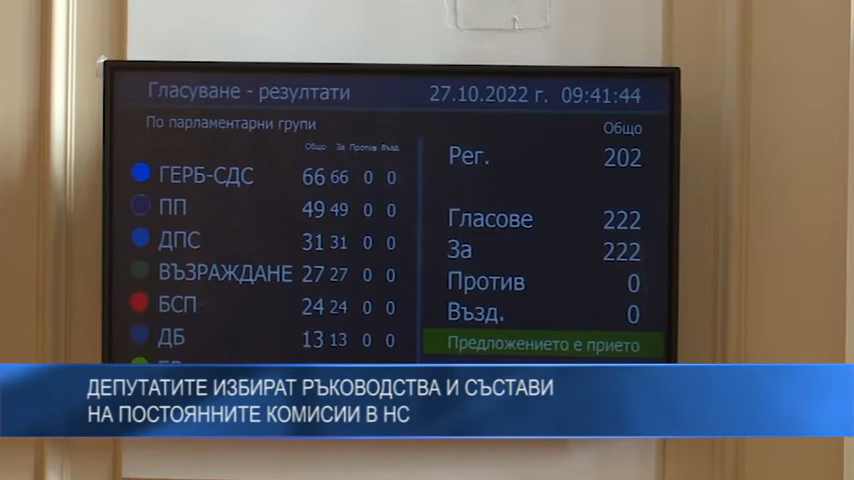 Гласуване - резултати 27.10.2022 г. 09:41:44
По парламентарни групи
Общо За Против Възд.
ГЕРБ-СДС 66 66 0 0
ПП 49 49 0 0
ДПС 31 31 0 0
ВЪЗРАЖДАНЕ 27 27 0 0
БСП 24 24 0 0
ДБ 13 13 0 0
Общо
Рег. 202
Гласове 222
За 222
Против 0
Възд. 0
Предложението е прието
ДЕПУТАТИТЕ ИЗБИРАТ РЪКОВОДСТВА И СЪСТАВИ
НА ПОСТОЯННИТЕ КОМИСИИ В НС